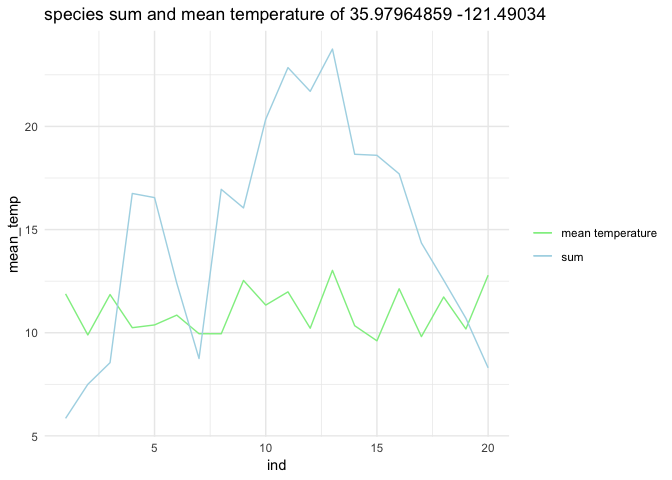 species sum and mean temperature of 35.97964859 -121.49034
mean_temp
20
15
10
5
5
10
15
20
ind
mean temperature
sum